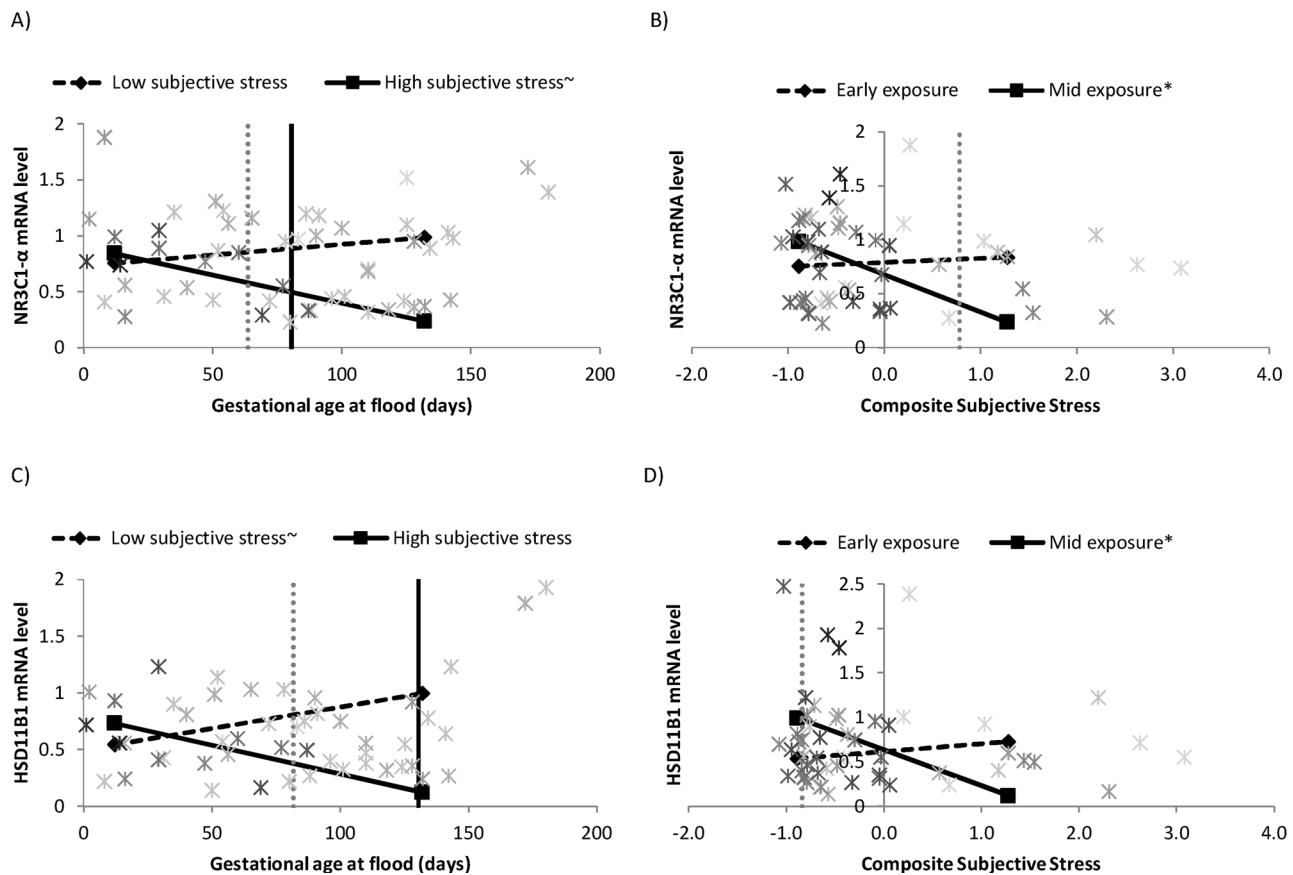 A)
Low subjective stress
High subjective stress~
NR3C1-α mRNA level
2
1.5
1
0.5
0
0 50 100 150 200
Gestational age at flood (days)
B)
Early exposure
Mid exposure*
NR3C1-α mRNA level
2
1.5
1
0.5
0
-2.0 -1.0 0.0 1.0 2.0 3.0 4.0
Composite Subjective Stress
C)
Low subjective stress~
High subjective stress
HSD11B1 mRNA level
2
1.5
1
0.5
0
0 50 100 150 200
Gestational age at flood (days)
D)
Early exposure
Mid exposure*
HSD11B1 mRNA level
2.5
2
1.5
1
0.5
0
-2.0 -1.0 0.0 1.0 2.0 3.0 4.0
Composite Subjective Stress